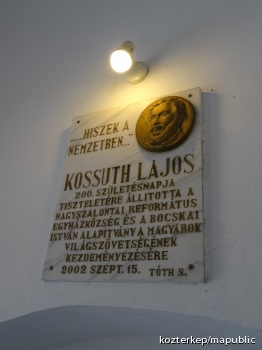 „....HISZEK A
NEMZETBEN..."
KOSSUTH LAJOS
200. SZÜLETÉSNAPJA
TISZTELETÉRE ÁLLÍTOTTA A
NAGYSZALONTAI REFORMÁTUS
EGYHÁZKÖZSÉG ÉS A BOCSKAI
ISTVÁN ALAPÍTVÁNY A MAGYAROK
VILÁGSZÖVETSÉGÉNEK
KEZDEMÉNYEZÉSÉRE
2002 SZEPT. 15. TÓTH S.
kozterkep/mapublic